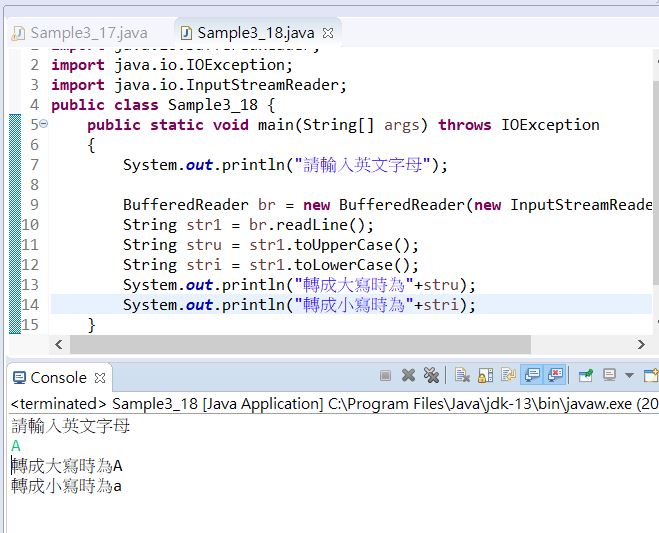 Sample3_17.java Sample3_18.java
1 import java.io.BufferedReader;
2 import java.io.IOException;
3 import java.io.InputStreamReader;
4 public class Sample3_18 {
5 public static void main(String[] args) throws IOException
6 {
7 System.out.println("請輸入英文字母");
8
9 BufferedReader br = new BufferedReader(new InputStreamReade
10 String str1 = br.readLine();
11 String stru = str1.toUpperCase();
12 String stri = str1.toLowerCase();
13 System.out.println("轉成大寫時為"+stru);
14 System.out.println("轉成小寫時為"+stri);
15 }
Console
<terminated> Sample3_18 [Java Application] C:\Program Files\Java\jdk-13\bin\javaw.exe (20
請輸入英文字母
A
轉成大寫時為A
轉成小寫時為a